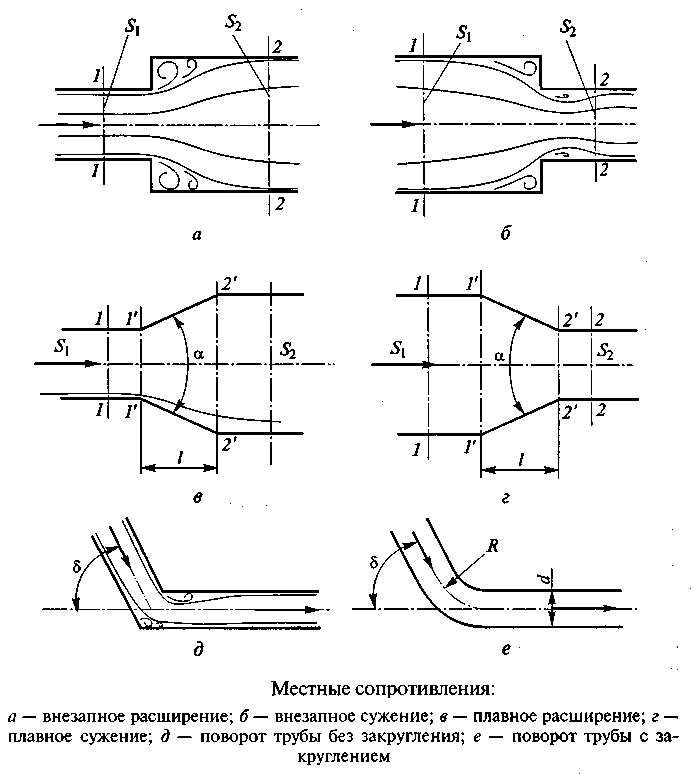 S₁ S₂ 2 1 S₁ S₂
1 2
1 2 1 2
а б
1 1' 2' 1 1' 2' 2
S₁ α S₂ S₁ α S₂
1 1' 2' 1 2' 2
l l
в г
δ δ R d
д е
Местные сопротивления:
а — внезапное расширение; б — внезапное сужение; в — плавное расширение; г —
плавное сужение; д — поворот трубы без закругления; е — поворот трубы с за-
круглением